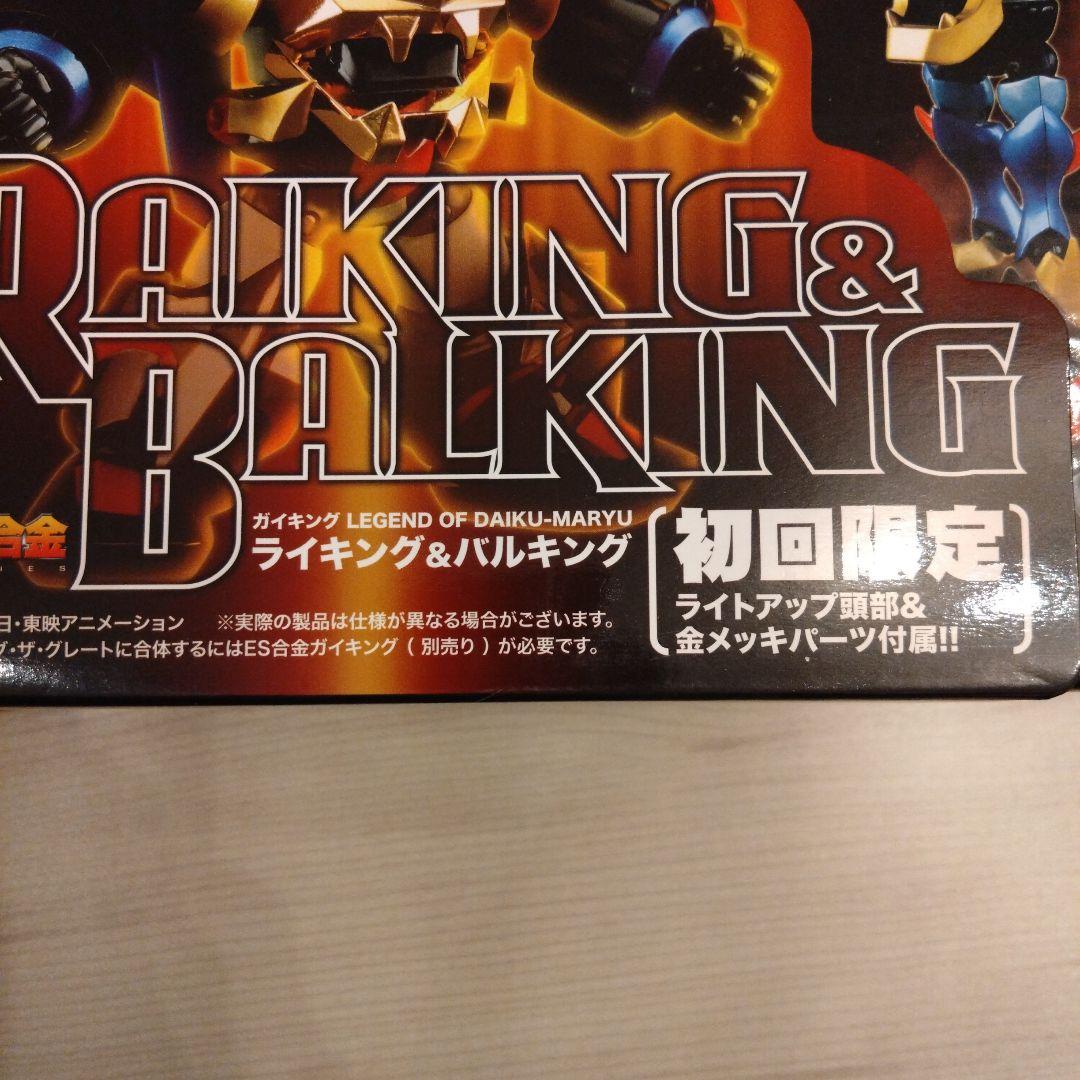 RAIKING&
BALKING
合金
IES
ガイキング LEGEND OF DAIKU-MARYU
ライキング&バルキング
初回限定
ライトアップ頭部&
金メッキパーツ付属!!
日・東映アニメーション ※実際の製品は仕様が異なる場合がございます。
グ・ザ・グレートに合体するにはES合金ガイキング ( 別売り ) が必要です。